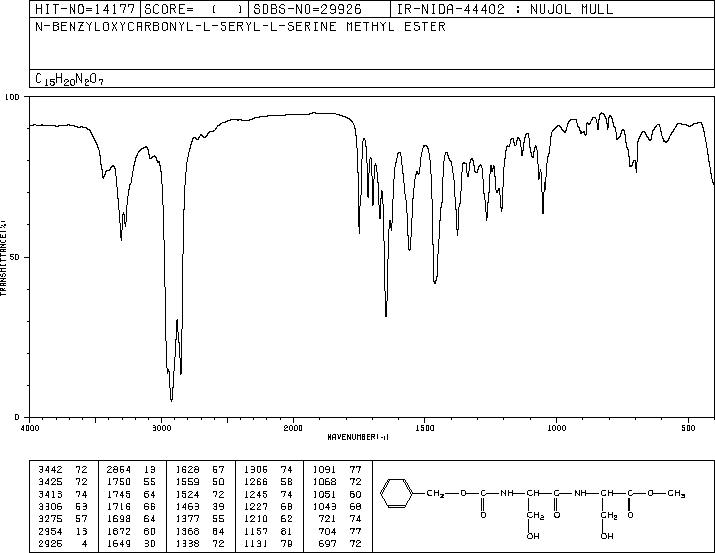 HIT-NO=14177 SCORE= ( ) SDBS-NO=29926 IR-NIDA-44402 : NUJOL MULL
N-BENZYLOXYCARBONYL-L-SERYL-L-SERINE METHYL ESTER
C15H20N2O7
100
50
0
TRANSMITTANCE(%)
4000 3000 2000 1500 1000 500
WAVENUMBER(-1)
3442 72 2864 13 1628 57 1306 74 1091 77
3425 72 1750 55 1559 50 1266 58 1068 72
3413 74 1745 64 1524 72 1245 74 1051 60
3306 53 1716 66 1463 39 1227 68 1043 68
3275 57 1698 64 1377 55 1210 62 721 74
2954 13 1672 60 1366 84 1157 81 704 77
2926 4 1649 30 1338 72 1131 79 697 72
CH2 O C NH CH C NH CH C O CH3
O CH2 O CH2 O
OH OH